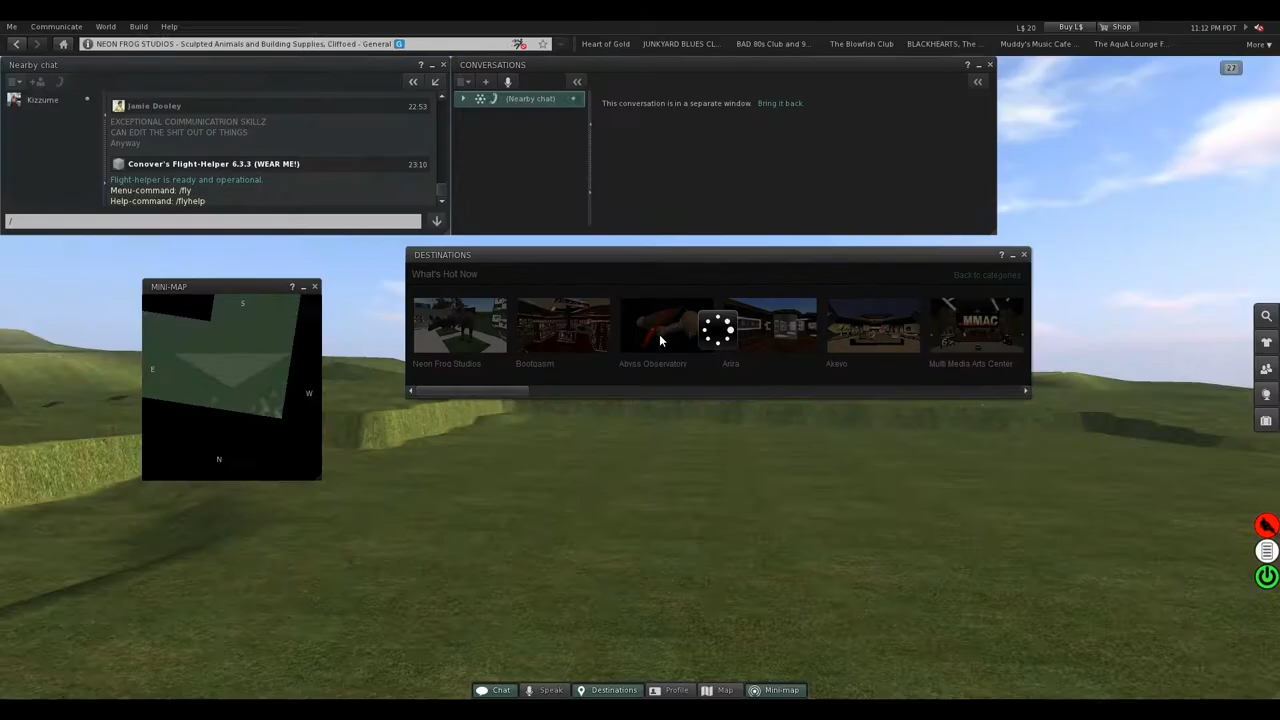 Me Communicate World Build Help
L$ 20 Buy L$ Shop 11:12 PM PDT
NEON FROG STUDIOS - Sculpted Animals and Building Supplies, Cliffoed - General G
Heart of Gold JUNKYARD BLUES CL... BAD 80s Club and 9... The Blowfish Club BLACKHEARTS, The ... Muddy's Music Cafe ... The AquA Lounge F... More ▼
Nearby chat
Kizzume
Jamie Dooley 22:53
EXCEPTIONAL COMMUNICATRION SKILLZ
CAN EDIT THE SHIT OUT OF THINGS
Anyway
Conover's Flight-Helper 6.3.3 (WEAR ME!) 23:10
Flight-helper is ready and operational.
Menu-command: /fly
Help-command: /flyhelp
/
CONVERSATIONS
(Nearby chat)
This conversation is in a separate window. Bring it back.
27
MINI-MAP
S
E
W
N
DESTINATIONS
What's Hot Now Back to categories
MMAC
Neon Frog Studios Bootgasm Abyss Observatory Arira Akeyo Multi Media Arts Center
Chat Speak Destinations Profile Map Mini-map